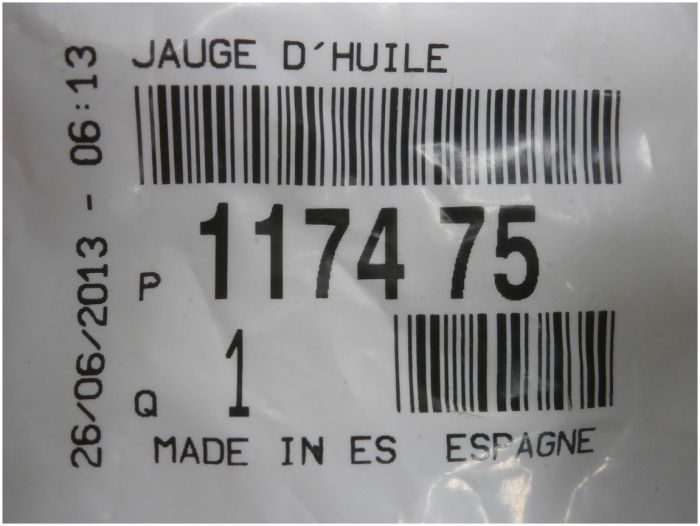 JAUGE D'HUILE
26/06/2013 - 06:13
P 1174 75
Q 1
MADE IN ES ESPAGNE